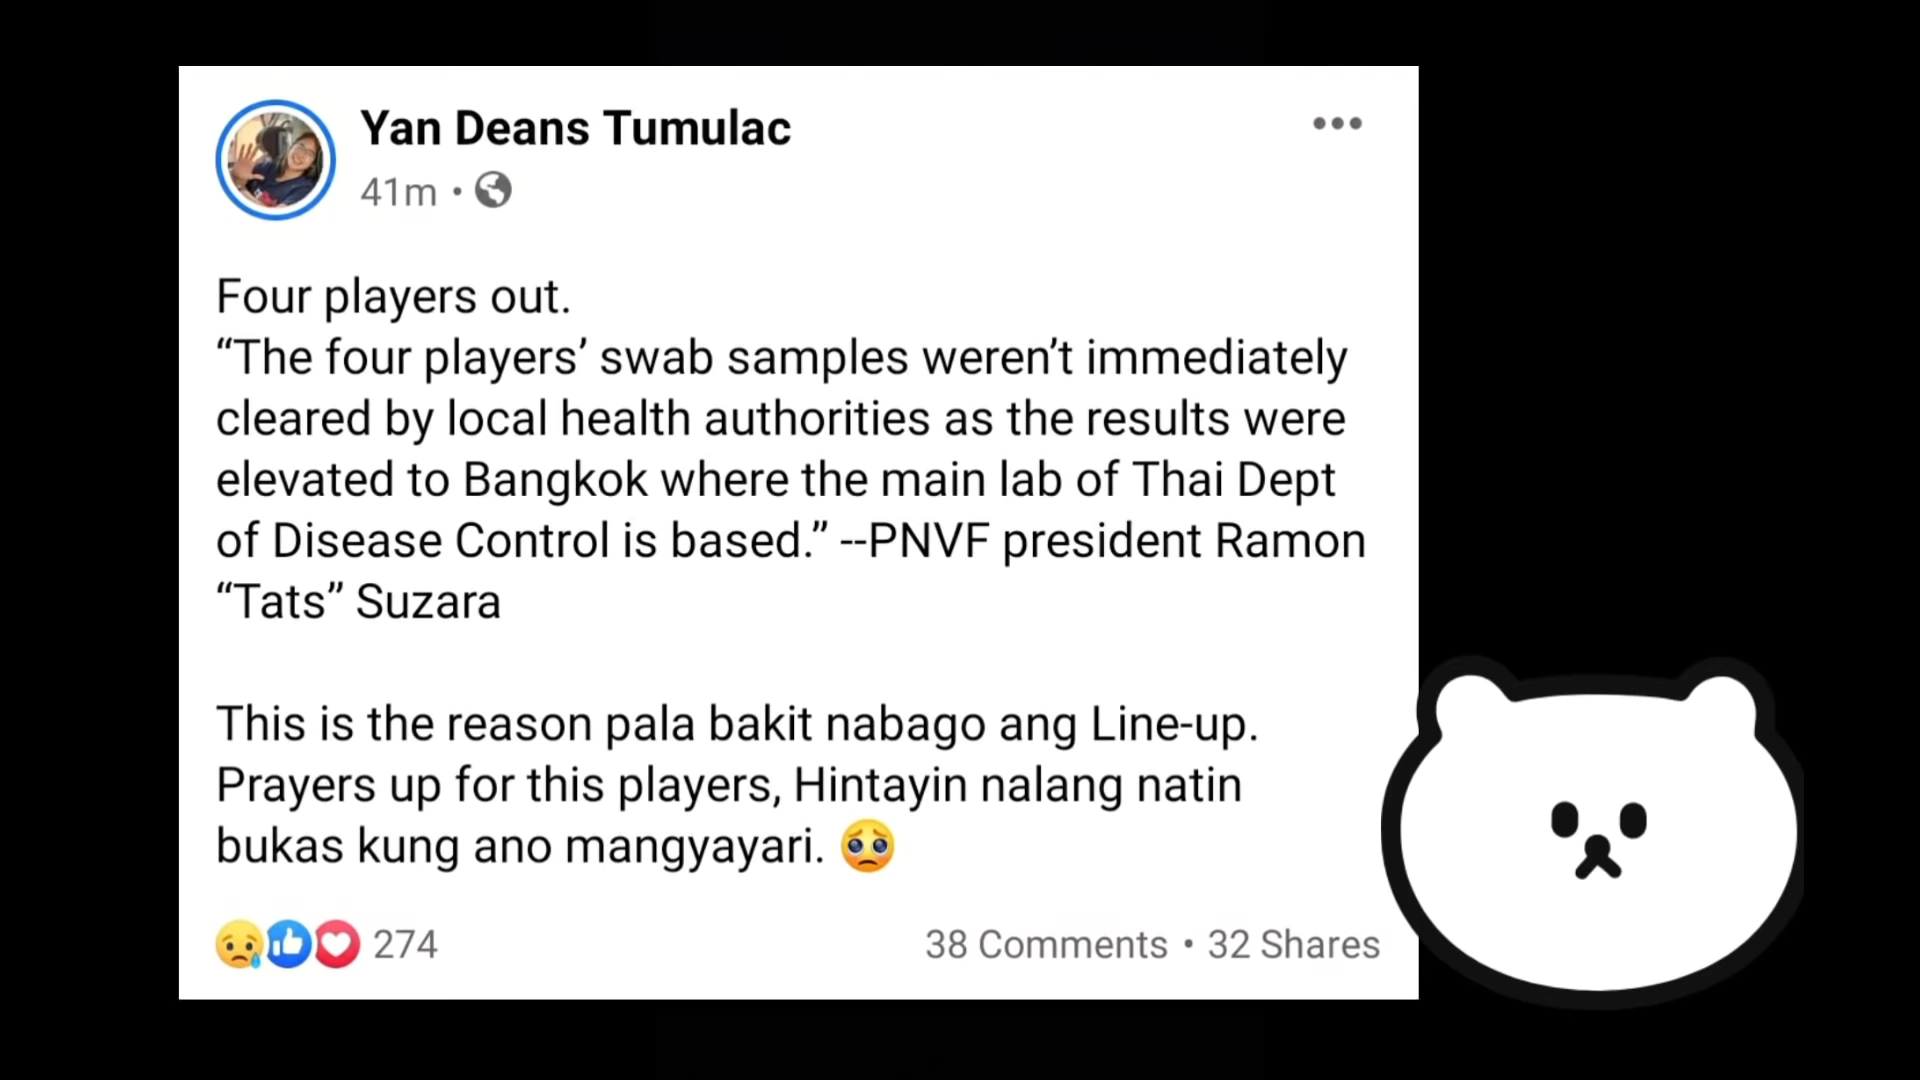 Yan Deans Tumulac
41m •
Four players out.
“The four players’ swab samples weren’t immediately
cleared by local health authorities as the results were
elevated to Bangkok where the main lab of Thai Dept
of Disease Control is based.” --PNVF president Ramon
“Tats” Suzara
This is the reason pala bakit nabago ang Line-up.
Prayers up for this players, Hintayin nalang natin
bukas kung ano mangyayari. 🥺
274
38 Comments • 32 Shares